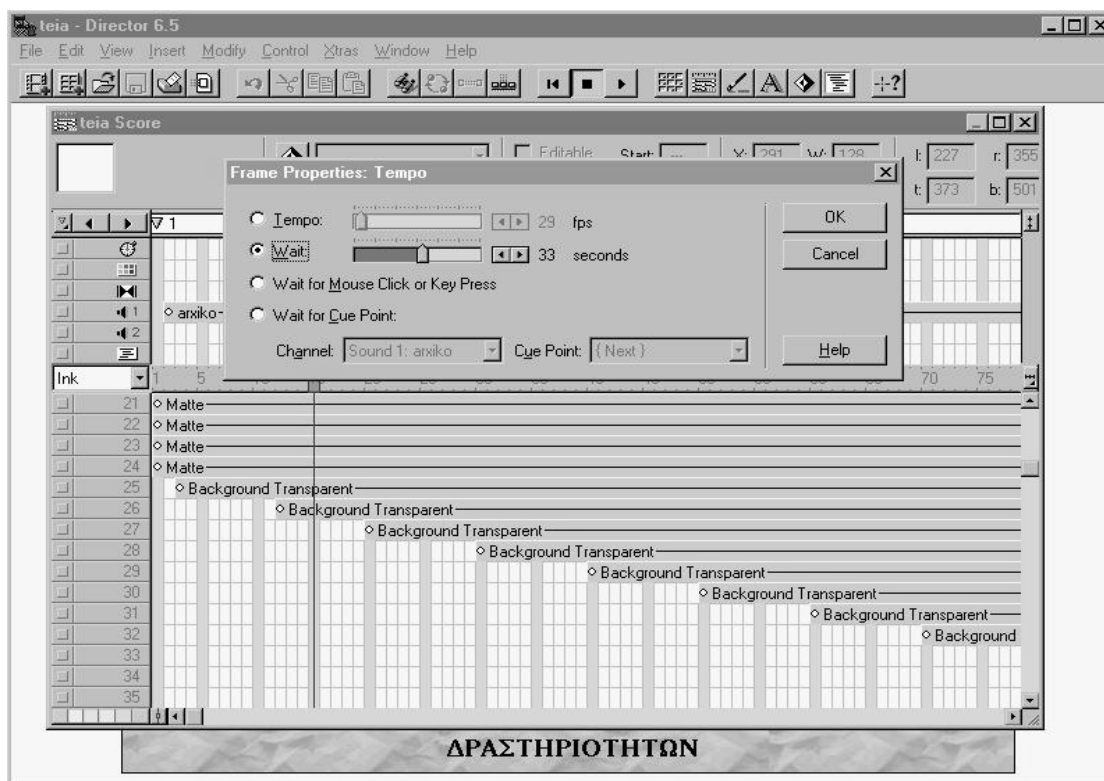 teia - Director 6.5
File Edit View Insert Modify Control Xtras Window Help
teia Score
Editable Start: --- X: 291 W: 128 l: 227 r: 355
t: 373 b: 501
Frame Properties: Tempo
Tempo: 29 fps OK
Wait: 33 seconds Cancel
Wait for Mouse Click or Key Press
Wait for Cue Point:
Channel: Sound 1: arxiko Cue Point: { Next } Help
1
1 arxiko
2
Ink 1 5 70 75
21 Matte
22 Matte
23 Matte
24 Matte
25 Background Transparent
26 Background Transparent
27 Background Transparent
28 Background Transparent
29 Background Transparent
30 Background Transparent
31 Background Transparent
32 Background
33
34
35
ΔΡΑΣΤΗΡΙΟΤΗΤΩΝ